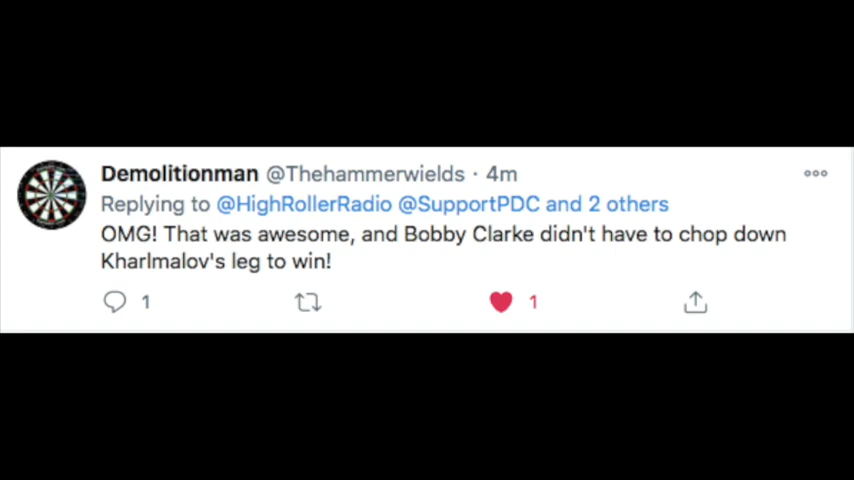 Demolitionman @Thehammerwields · 4m
Replying to @HighRollerRadio @SupportPDC and 2 others
OMG! That was awesome, and Bobby Clarke didn't have to chop down
Kharlmalov's leg to win!
1 1